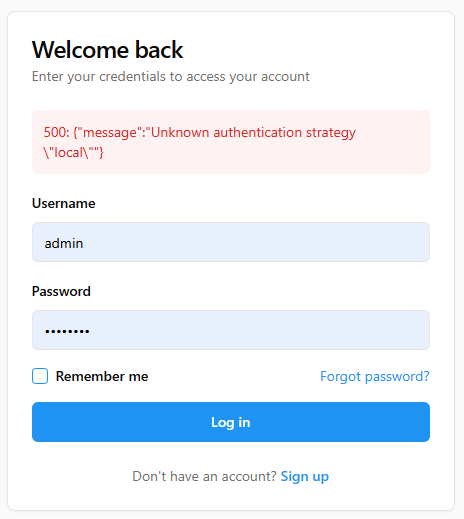 Welcome back
Enter your credentials to access your account
500: {"message":"Unknown authentication strategy
\"local\""}
Username
admin
Password
••••••••
Remember me
Forgot password?
Log in
Don't have an account? Sign up